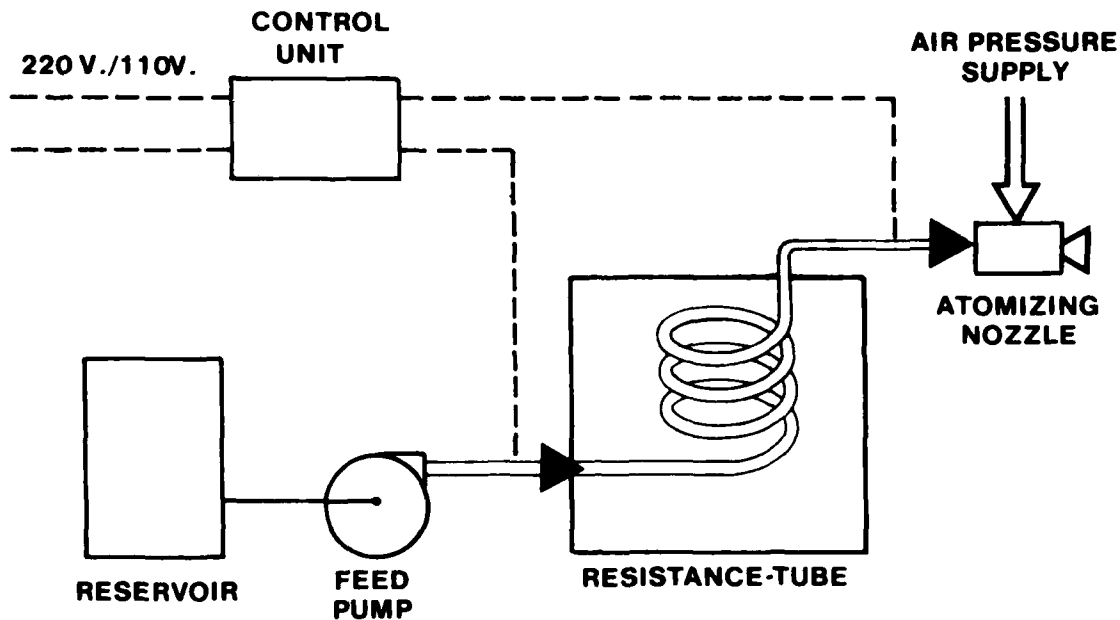 CONTROL
UNIT
220 V./110V.
AIR PRESSURE
SUPPLY
ATOMIZING
NOZZLE
RESERVOIR
FEED
PUMP
RESISTANCE-TUBE